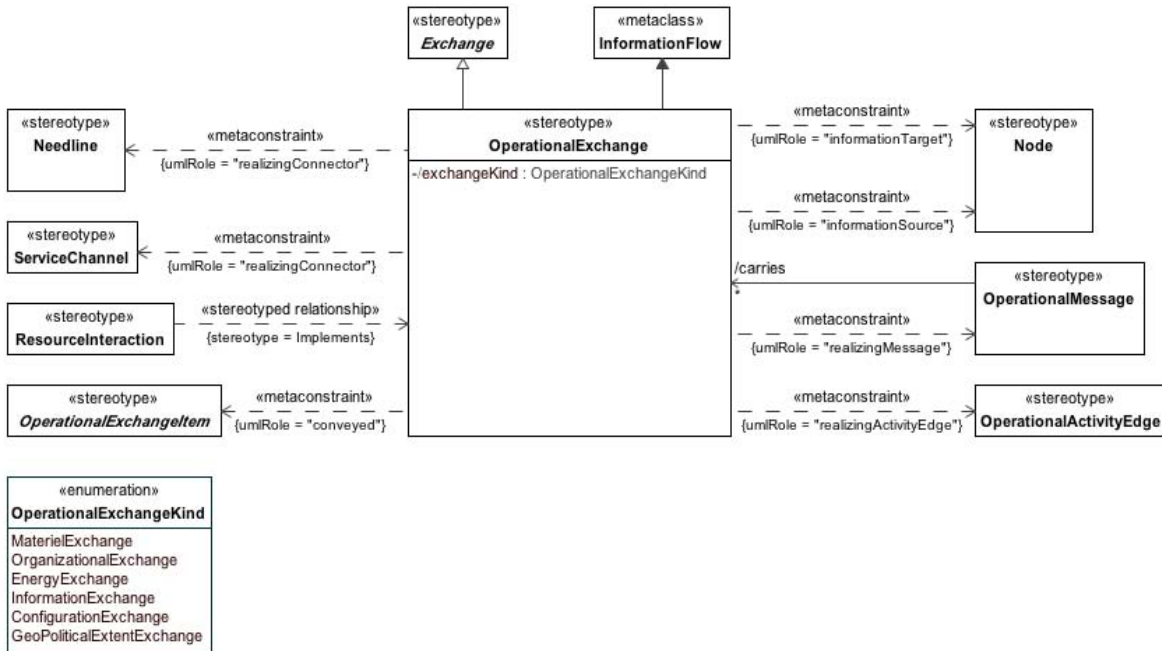 «stereotype»
Exchange
«metaclass»
InformationFlow
«stereotype»
Needline
«metaconstraint»
{umlRole = "realizingConnector"}
«stereotype»
ServiceChannel
«metaconstraint»
{umlRole = "realizingConnector"}
«stereotype»
ResourceInteraction
«stereotyped relationship»
{stereotype = Implements}
«stereotype»
OperationalExchangeItem
«metaconstraint»
{umlRole = "conveyed"}
«stereotype»
OperationalExchange
-/exchangeKind : OperationalExchangeKind
«metaconstraint»
{umlRole = "informationTarget"}
«stereotype»
Node
«metaconstraint»
{umlRole = "informationSource"}
/carries
*
«stereotype»
OperationalMessage
«metaconstraint»
{umlRole = "realizingMessage"}
«metaconstraint»
{umlRole = "realizingActivityEdge"}
«stereotype»
OperationalActivityEdge
«enumeration»
OperationalExchangeKind
MaterielExchange
OrganizationalExchange
EnergyExchange
InformationExchange
ConfigurationExchange
GeoPoliticalExtentExchange